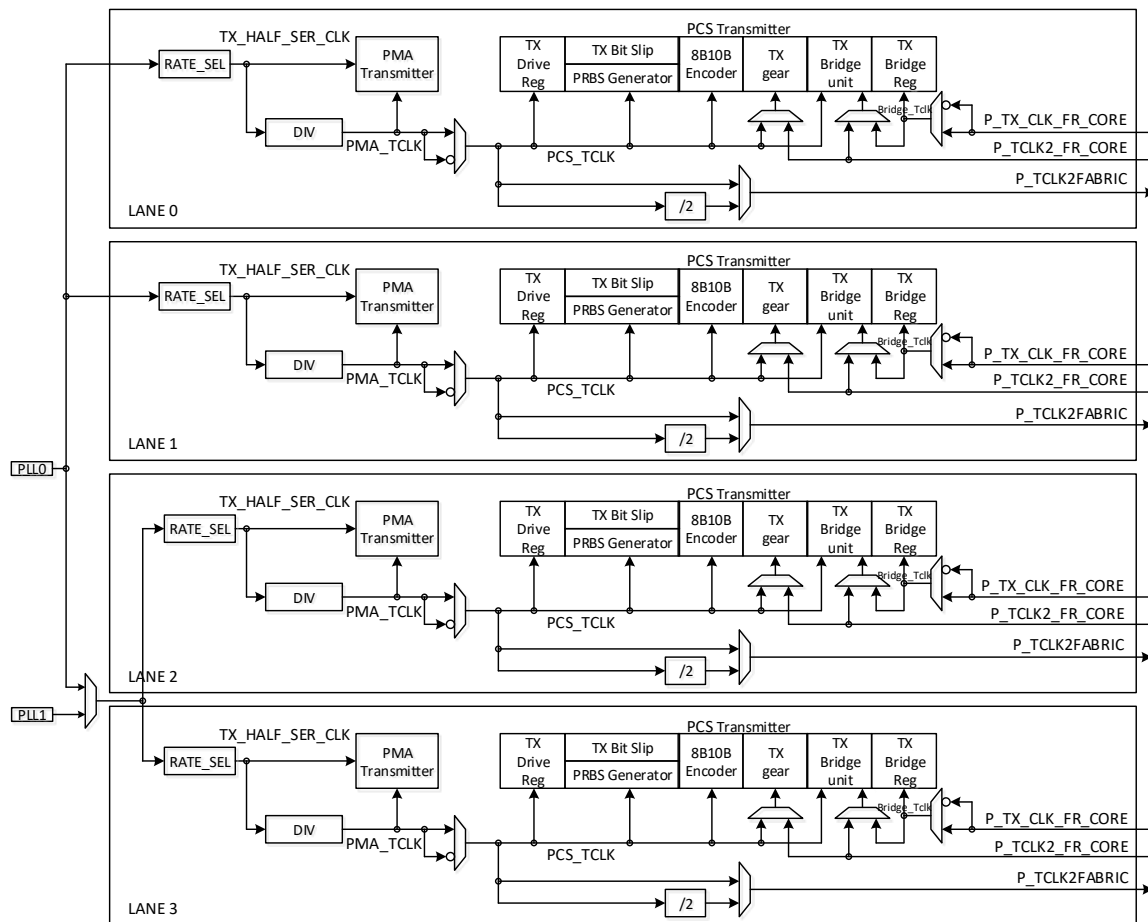 PCS Transmitter
TX_HALF_SER_CLK
RATE_SEL
PMA
Transmitter
TX
Drive
Reg
TX Bit Slip
PRBS Generator
8B10B
Encoder
TX
gear
TX
Bridge
unit
TX
Bridge
Reg
Bridge_Tclk
DIV
PMA_TCLK
PCS_TCLK
P_TX_CLK_FR_CORE
P_TCLK2_FR_CORE
P_TCLK2FABRIC
/2
LANE 0
PCS Transmitter
TX_HALF_SER_CLK
RATE_SEL
PMA
Transmitter
TX
Drive
Reg
TX Bit Slip
PRBS Generator
8B10B
Encoder
TX
gear
TX
Bridge
unit
TX
Bridge
Reg
Bridge_Tclk
DIV
PMA_TCLK
PCS_TCLK
P_TX_CLK_FR_CORE
P_TCLK2_FR_CORE
P_TCLK2FABRIC
/2
LANE 1
PLL0
PCS Transmitter
TX_HALF_SER_CLK
RATE_SEL
PMA
Transmitter
TX
Drive
Reg
TX Bit Slip
PRBS Generator
8B10B
Encoder
TX
gear
TX
Bridge
unit
TX
Bridge
Reg
Bridge_Tclk
DIV
PMA_TCLK
PCS_TCLK
P_TX_CLK_FR_CORE
P_TCLK2_FR_CORE
P_TCLK2FABRIC
/2
LANE 2
PLL1
PCS Transmitter
TX_HALF_SER_CLK
RATE_SEL
PMA
Transmitter
TX
Drive
Reg
TX Bit Slip
PRBS Generator
8B10B
Encoder
TX
gear
TX
Bridge
unit
TX
Bridge
Reg
Bridge_Tclk
DIV
PMA_TCLK
PCS_TCLK
P_TX_CLK_FR_CORE
P_TCLK2_FR_CORE
P_TCLK2FABRIC
/2
LANE 3